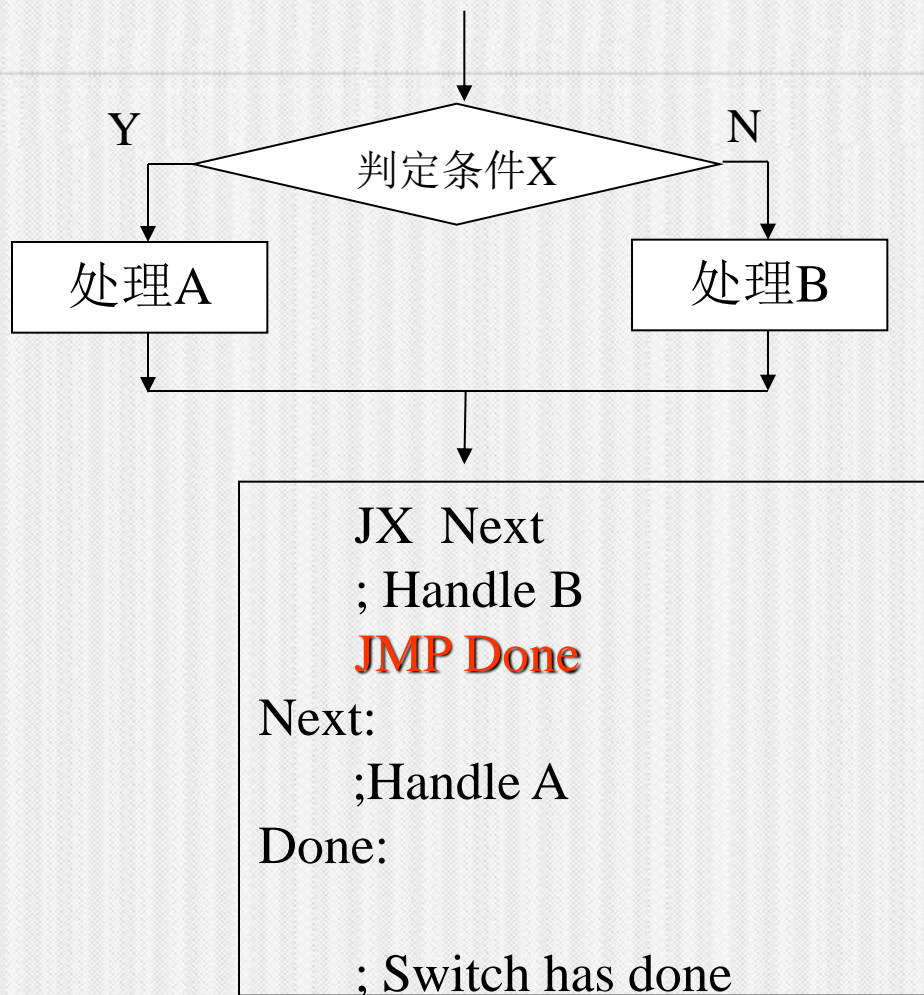 Y
N
判定条件X
处理A
处理B
JX Next
; Handle B
JMP Done
Next:
;Handle A
Done:
; Switch has done